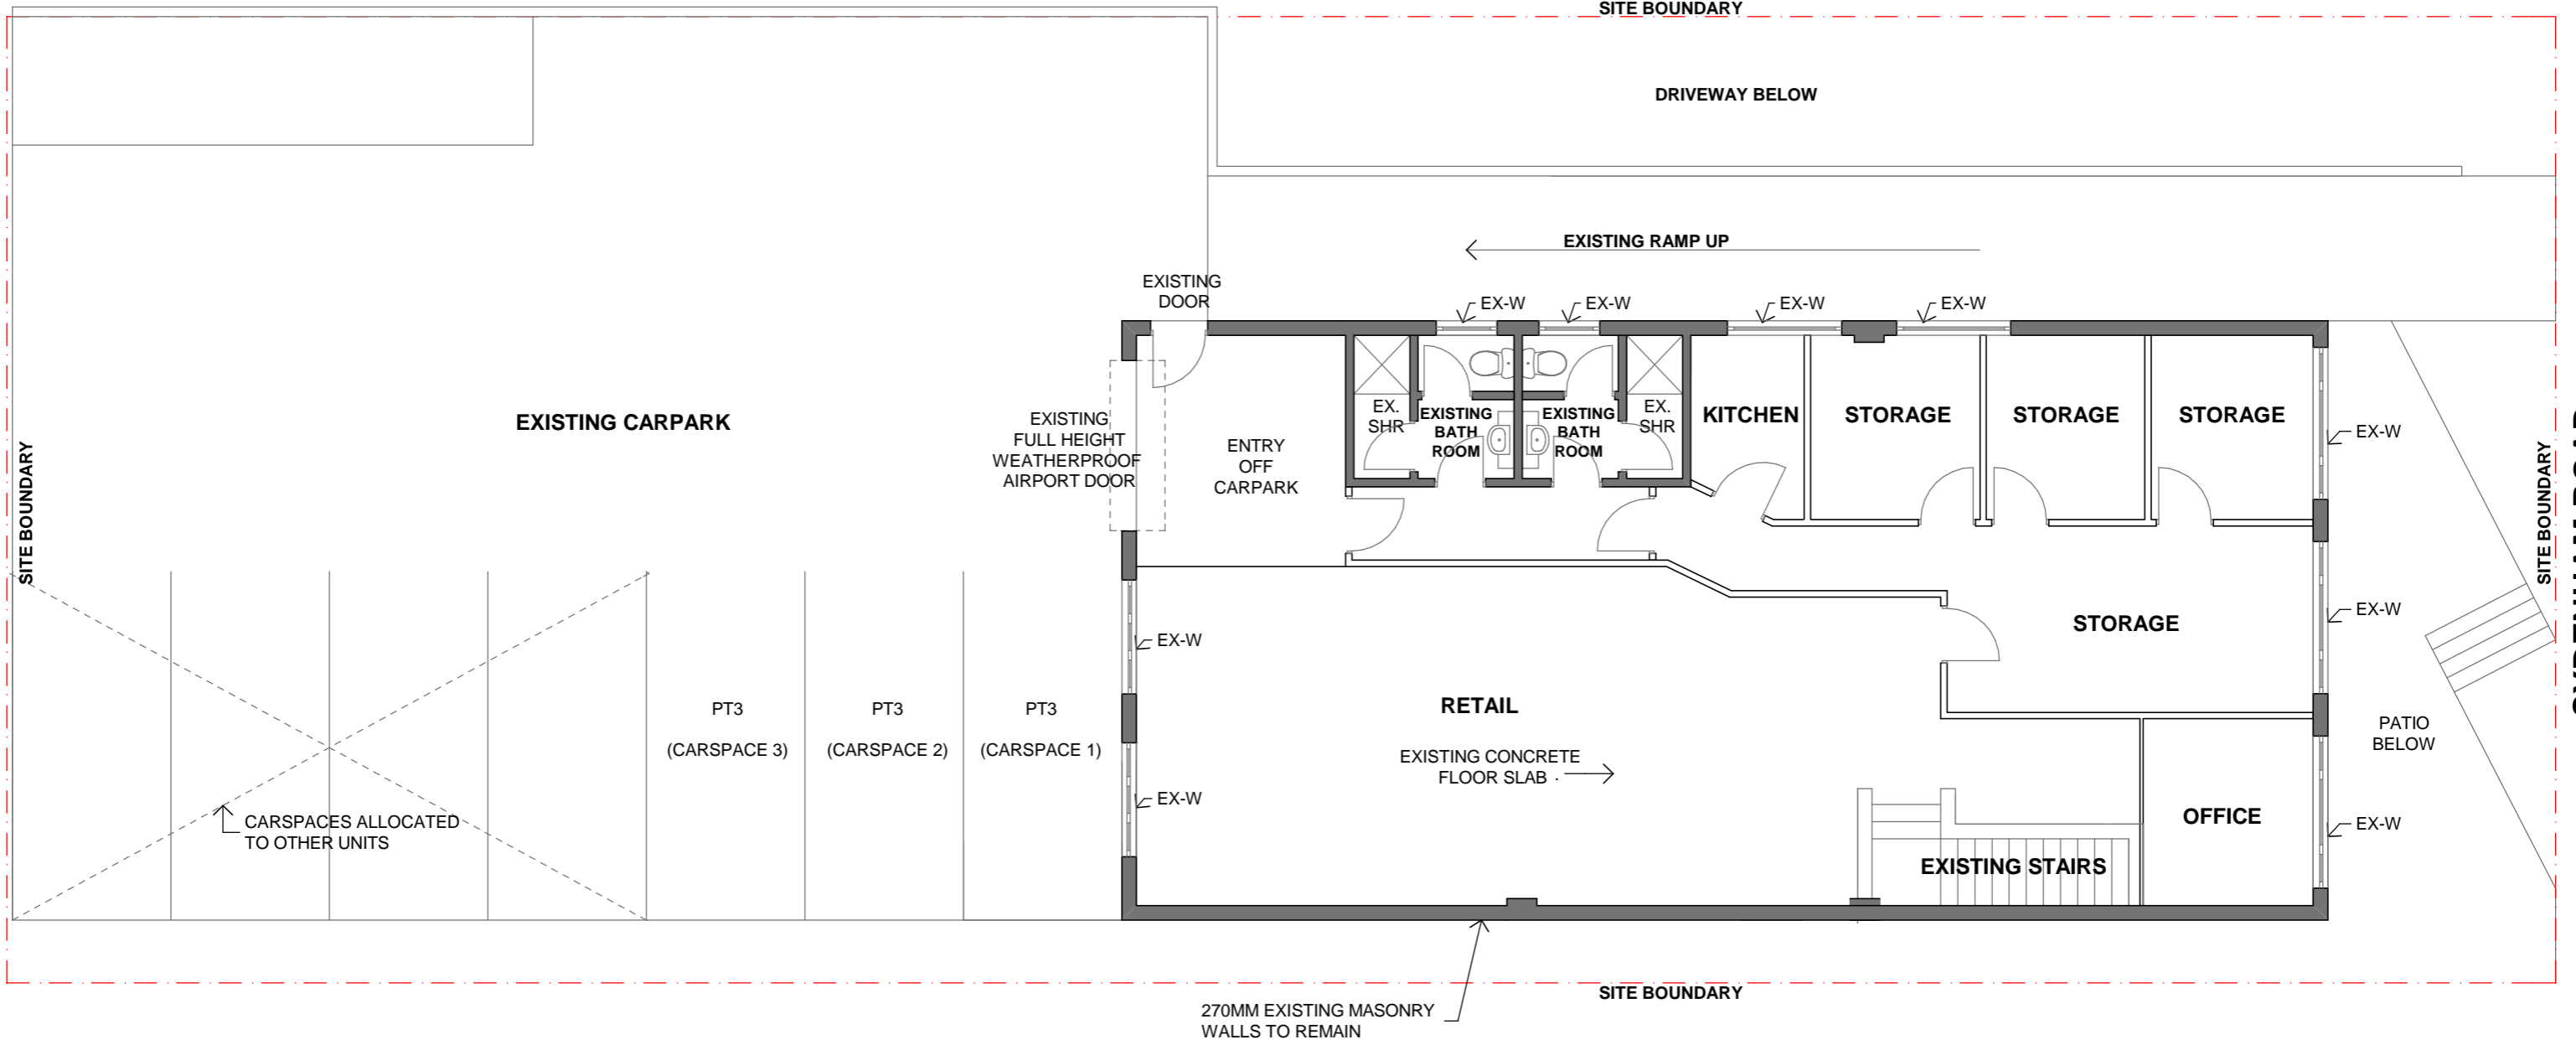 SITE BOUNDARY
DRIVEWAY BELOW
EXISTING RAMP UP
EXISTING
DOOR
EX-W
EX-W
EX-W
EX-W
EXISTING CARPARK
EXISTING
FULL HEIGHT
WEATHERPROOF
AIRPORT DOOR
ENTRY
OFF
CARPARK
EX.
SHR
EXISTING
BATH
ROOM
EXISTING
BATH
ROOM
EX.
SHR
KITCHEN
STORAGE
STORAGE
STORAGE
EX-W
SITE BOUNDARY
SITE BOUNDARY
EX-W
STORAGE
EX-W
RETAIL
PT3
(CARSPACE 3)
PT3
(CARSPACE 2)
PT3
(CARSPACE 1)
EXISTING CONCRETE
FLOOR SLAB
PATIO
BELOW
EX-W
CARSPACES ALLOCATED
TO OTHER UNITS
OFFICE
EX-W
EXISTING STAIRS
SITE BOUNDARY
270MM EXISTING MASONRY
WALLS TO REMAIN